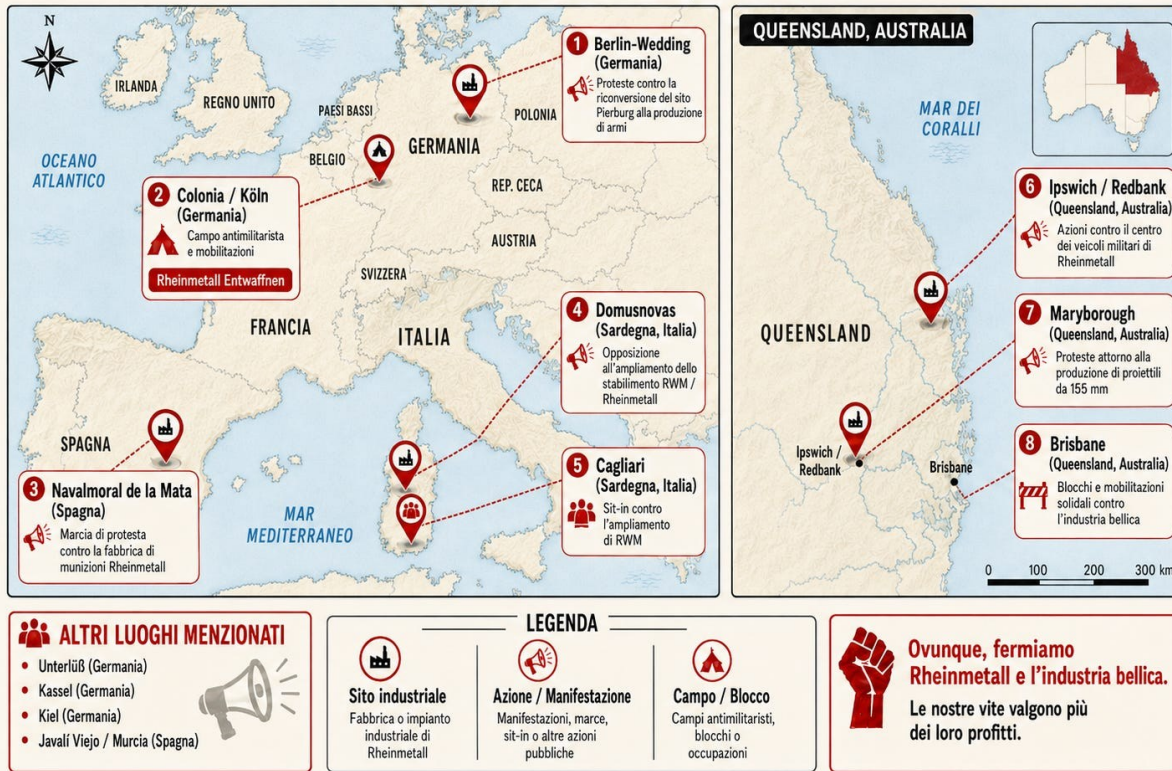 N
IRLANDA
REGNO UNITO
PAESI BASSI
BELGIO
GERMANIA
POLONIA
REP. CECA
AUSTRIA
SVIZZERA
FRANCIA
ITALIA
SPAGNA
OCEANO
ATLANTICO
MAR
MEDITERRANEO
1 Berlin-Wedding
(Germania)
Proteste contro la
riconversione del sito
Pierburg alla produzione
di armi
2 Colonia / Köln
(Germania)
Campo antimilitarista
e mobilitazioni
Rheinmetall Entwaffnen
3 Navalmoral de la Mata
(Spagna)
Marcia di protesta
contro la fabbrica di
munizioni Rheinmetall
4 Domusnovas
(Sardegna, Italia)
Opposizione
all'ampliamento dello
stabilimento RWM /
Rheinmetall
5 Cagliari
(Sardegna, Italia)
Sit-in contro
l'ampliamento
di RWM
QUEENSLAND, AUSTRALIA
MAR DEI
CORALLI
QUEENSLAND
Ipswich /
Redbank
Brisbane
6 Ipswich / Redbank
(Queensland, Australia)
Azioni contro il centro
dei veicoli militari di
Rheinmetall
7 Maryborough
(Queensland, Australia)
Proteste attorno alla
produzione di proiettili
da 155 mm
8 Brisbane
(Queensland, Australia)
Blocchi e mobilitazioni
solidali contro
l'industria bellica
0 100 200 300 km
ALTRI LUOGHI MENZIONATI
• Unterlüß (Germania)
• Kassel (Germania)
• Kiel (Germania)
• Javalí Viejo / Murcia (Spagna)
LEGENDA
Sito industriale
Fabbrica o impianto
industriale di
Rheinmetall
Azione / Manifestazione
Manifestazioni, marce,
sit-in o altre azioni
pubbliche
Campo / Blocco
Campi antimilitaristi,
blocchi o
occupazioni
Ovunque, fermiamo
Rheinmetall e l'industria bellica.
Le nostre vite valgono più
dei loro profitti.